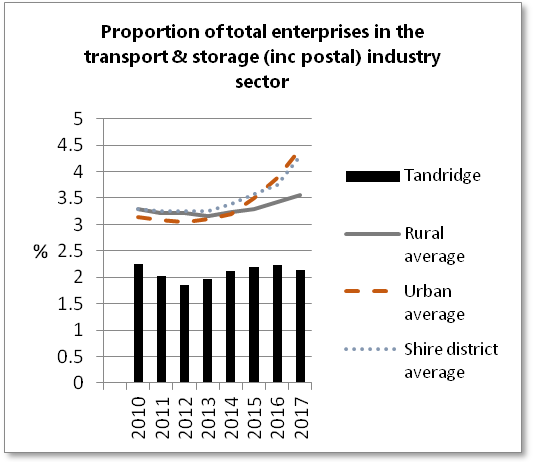 Proportion of total enterprises in the
transport & storage (inc postal) industry
sector
5
4.5
4
3.5
3
2.5
2
1.5
1
0.5
0
%
2010
2011
2012
2013
2014
2015
2016
2017
Tandridge
Rural
average
Urban
average
Shire district
average